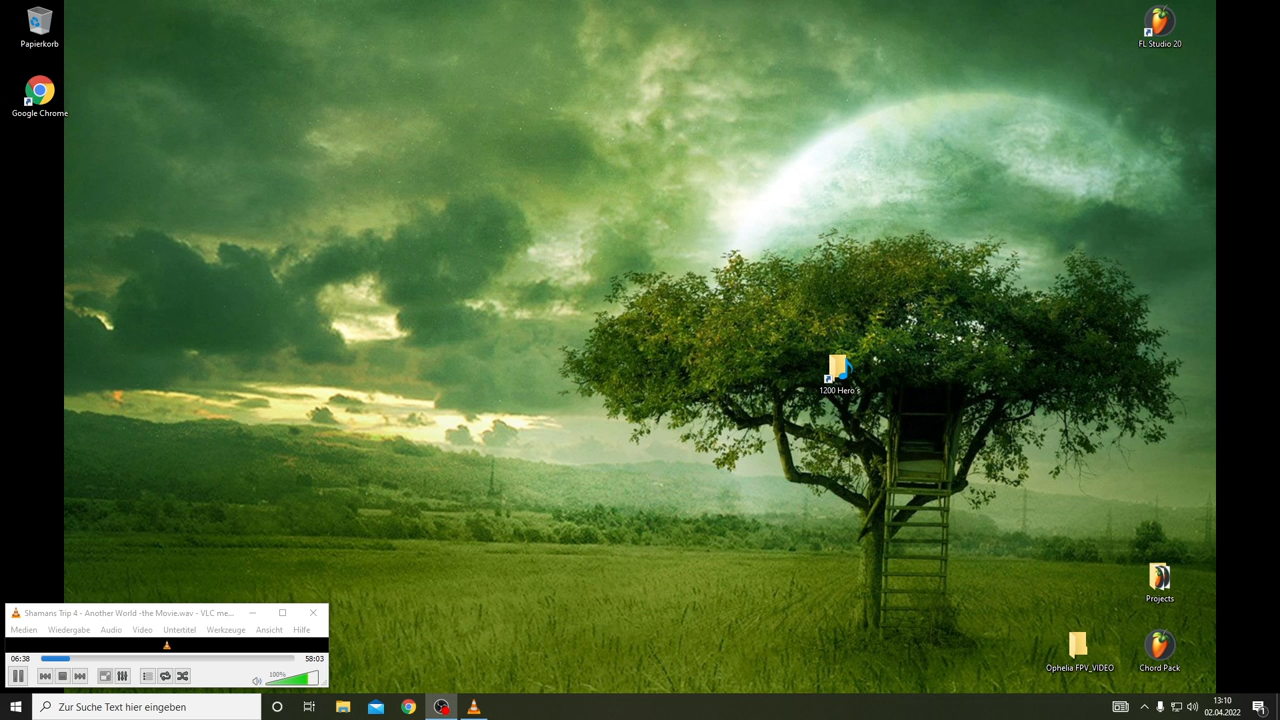 Papierkorb
Google Chrome
FL Studio 20
1200 Hero´s
Projects
Ophelia FPV_VIDEO
Chord Pack
Shamans Trip 4 - Another World -the Movie.wav - VLC me...
Medien Wiedergabe Audio Video Untertitel Werkzeuge Ansicht Hilfe
06:38 58:03
100%
Zur Suche Text hier eingeben
13:10
02.04.2022
1